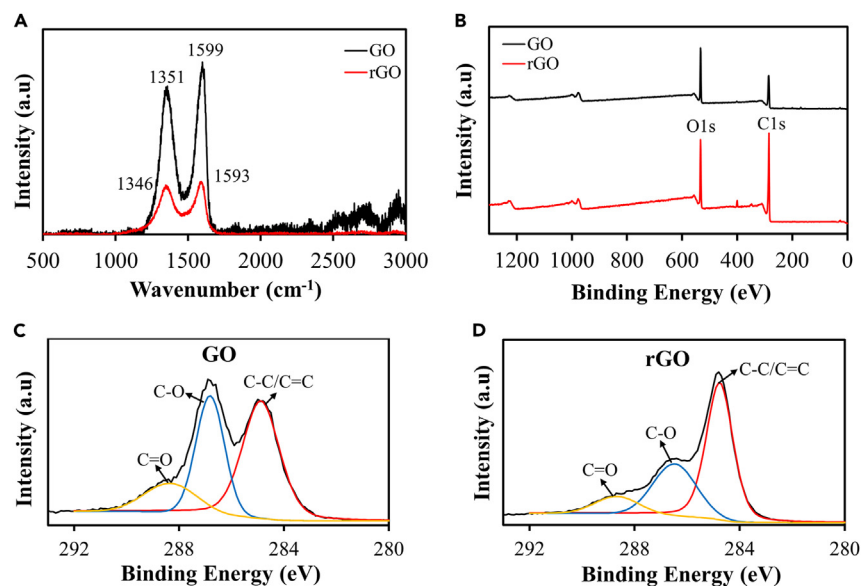 A
1599
GO
rGO
1351
1346
1593
Intensity (a.u)
500 1000 1500 2000 2500 3000
Wavenumber (cm-1)
B
GO
rGO
O1s
C1s
Intensity (a.u)
1200 1000 800 600 400 200 0
Binding Energy (eV)
C
GO
C-O
C-C/C=C
C=O
Intensity (a.u)
292 288 284 280
Binding Energy (eV)
D
rGO
C-C/C=C
C-O
C=O
Intensity (a.u)
292 288 284 280
Binding Energy (eV)